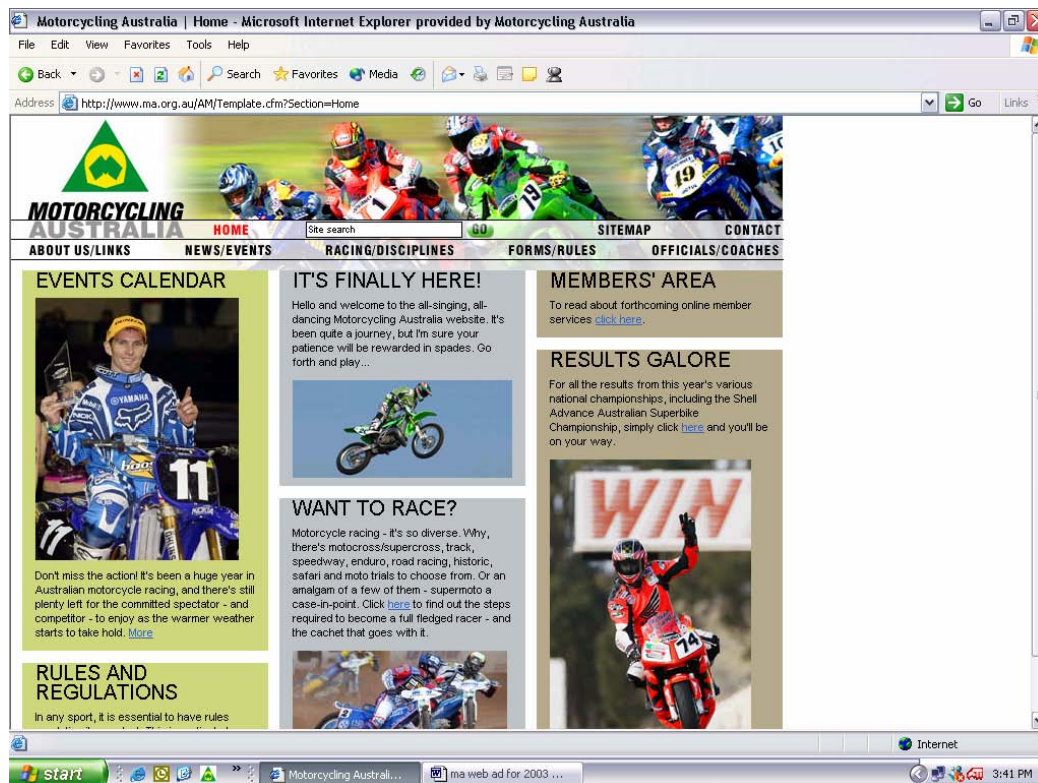 Motorcycling Australia | Home - Microsoft Internet Explorer provided by Motorcycling Australia
File Edit View Favorites Tools Help
Back Search Favorites Media
Address http://www.ma.org.au/AM/Template.cfm?Section=Home Go Links
MOTORCYCLING
AUSTRALIA
HOME Site search GO SITEMAP CONTACT
ABOUT US/LINKS NEWS/EVENTS RACING/DISCIPLINES FORMS/RULES OFFICIALS/COACHES
1
79
49
10
EVENTS CALENDAR
YAMAHA
11
Don't miss the action! It's been a huge year in
Australian motorcycle racing, and there's still
plenty left for the committed spectator - and
competitor - to enjoy as the warmer weather
starts to take hold. More
RULES AND
REGULATIONS
In any sport, it is essential to have rules
IT'S FINALLY HERE!
Hello and welcome to the all-singing, all-
dancing Motorcycling Australia website. It's
been quite a journey, but I'm sure your
patience will be rewarded in spades. Go
forth and play...
WANT TO RACE?
Motorcycle racing - it's so diverse. Why,
there's motocross/supercross, track,
speedway, enduro, road racing, historic,
safari and moto trials to choose from. Or an
amalgam of a few of them - supermoto a
case-in-point. Click here to find out the steps
required to become a full fledged racer - and
the cachet that goes with it.
MEMBERS' AREA
To read about forthcoming online member
services click here.
RESULTS GALORE
For all the results from this year's various
national championships, including the Shell
Advance Australian Superbike
Championship, simply click here and you'll be
on your way.
WIN
74
Internet
start Motorcycling Australi... ma web ad for 2003 ... 3:41 PM